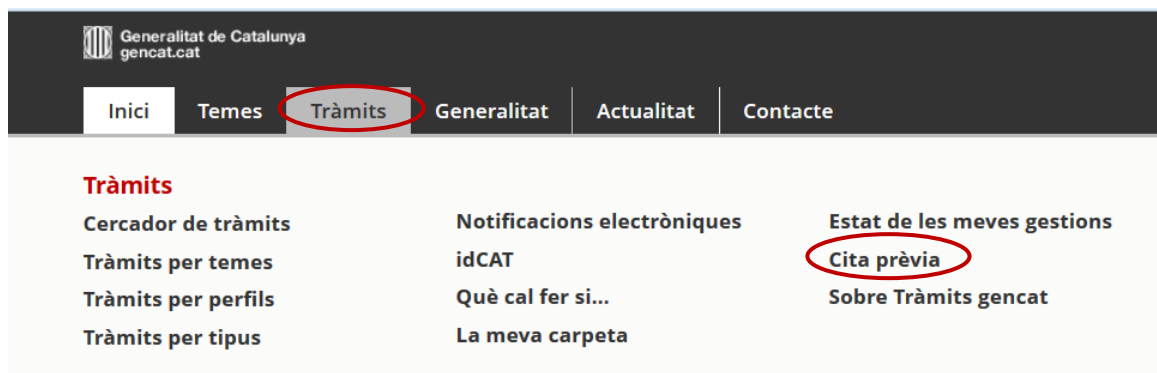 Generalitat de Catalunya
gencat.cat
Inici Temes Tràmits Generalitat Actualitat Contacte
Tràmits
Cercador de tràmits
Tràmits per temes
Tràmits per perfils
Tràmits per tipus
Notificacions electròniques
idCAT
Què cal fer si...
La meva carpeta
Estat de les meves gestions
Cita prèvia
Sobre Tràmits gencat